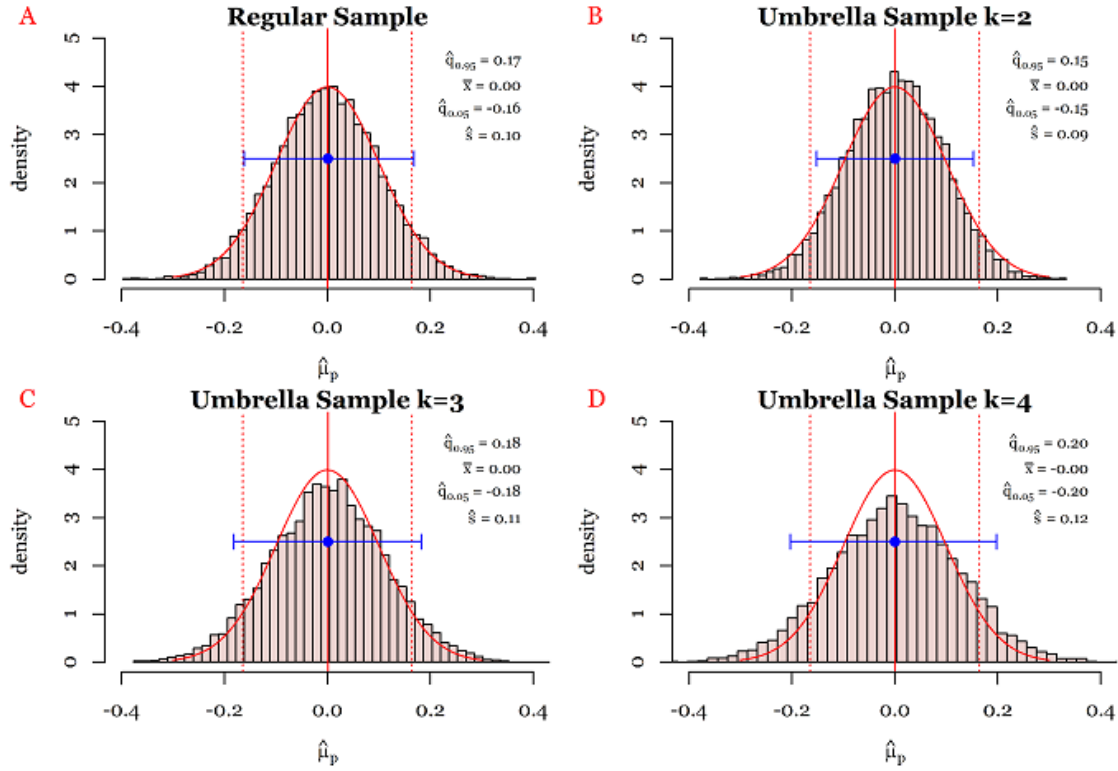 A
Regular Sample
5
4
3
2
1
0
density
q̂0.95 = 0.17
x̅ = 0.00
q̂0.05 = -0.16
ŝ = 0.10
-0.4 -0.2 0.0 0.2 0.4
μ̂p
B
Umbrella Sample k=2
5
4
3
2
1
0
density
q̂0.95 = 0.15
x̅ = 0.00
q̂0.05 = -0.15
ŝ = 0.09
-0.4 -0.2 0.0 0.2 0.4
μ̂p
C
Umbrella Sample k=3
5
4
3
2
1
0
density
q̂0.95 = 0.18
x̅ = 0.00
q̂0.05 = -0.18
ŝ = 0.11
-0.4 -0.2 0.0 0.2 0.4
μ̂p
D
Umbrella Sample k=4
5
4
3
2
1
0
density
q̂0.95 = 0.20
x̅ = -0.00
q̂0.05 = -0.20
ŝ = 0.12
-0.4 -0.2 0.0 0.2 0.4
μ̂p